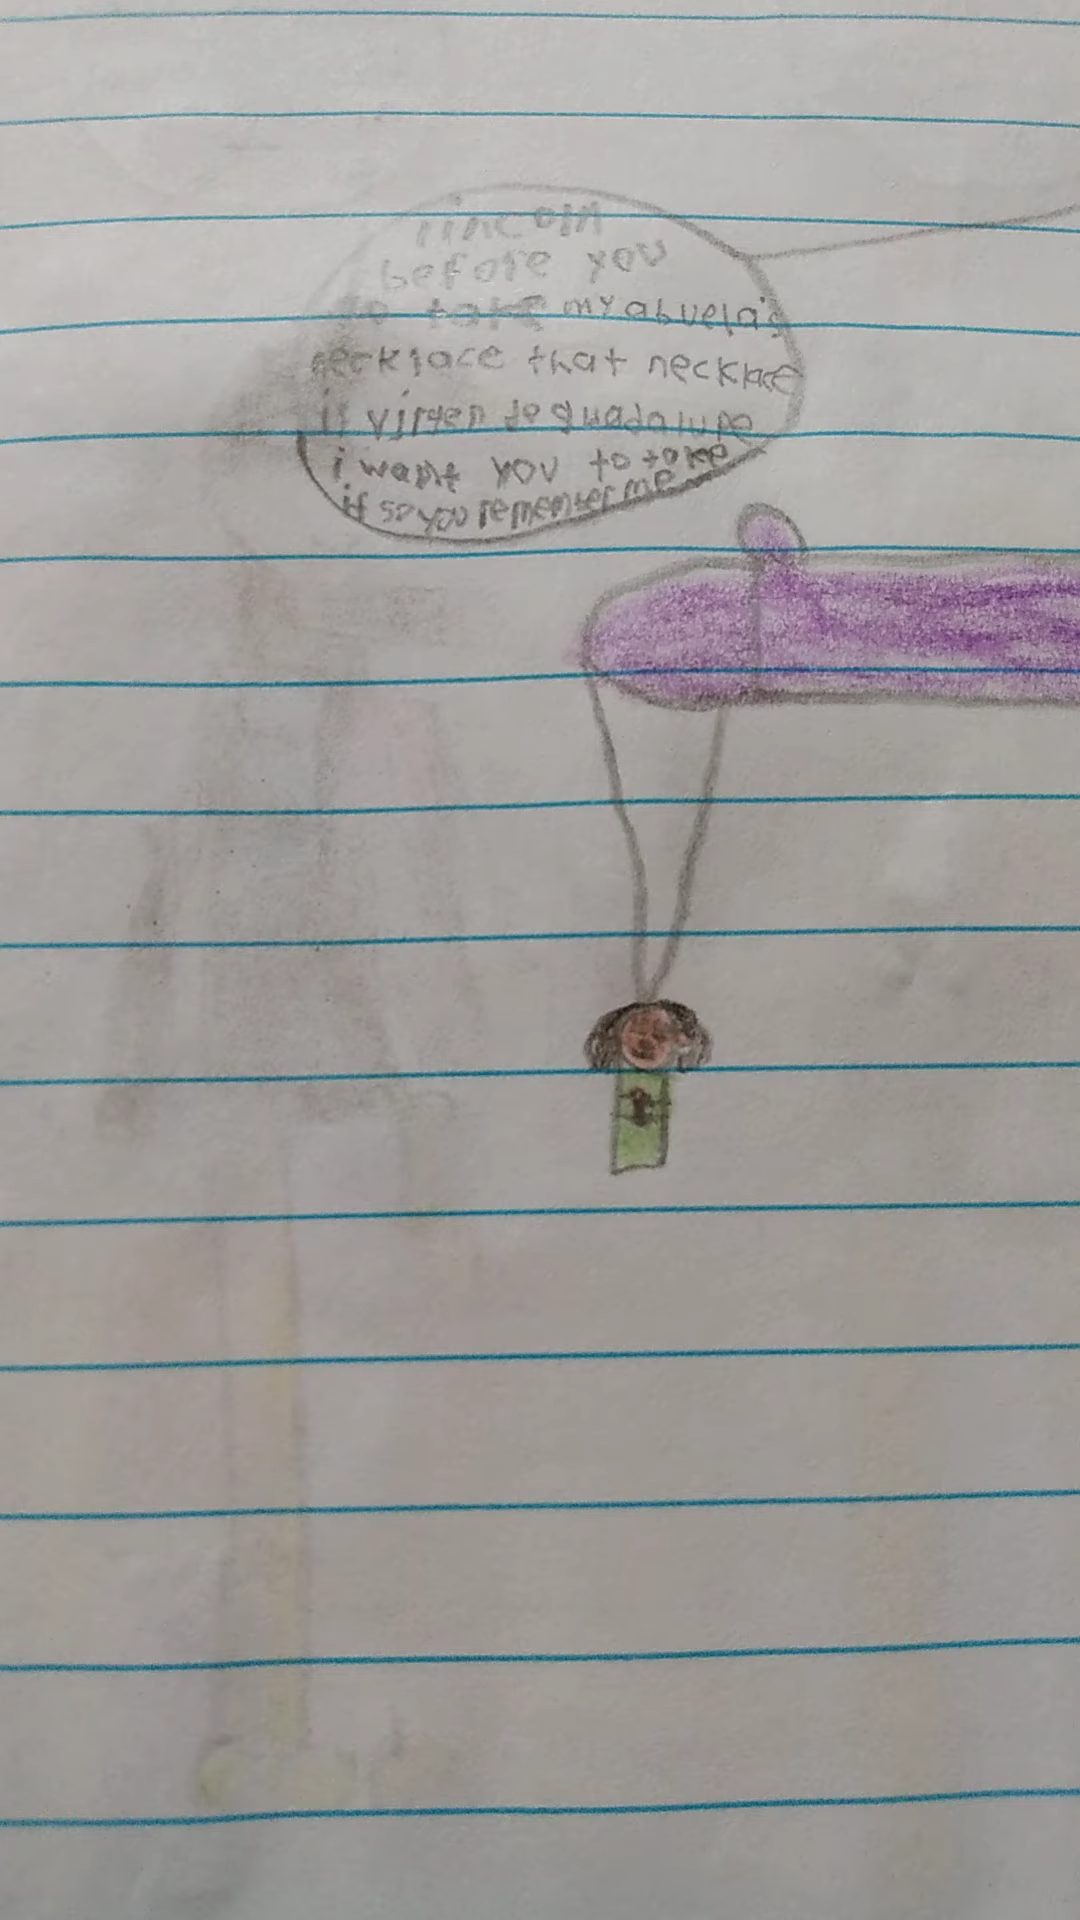 lincoln
before you
go take my abuela's
necklace that necklace
is virgen de guadalupe
i want you to take
it so you remember me